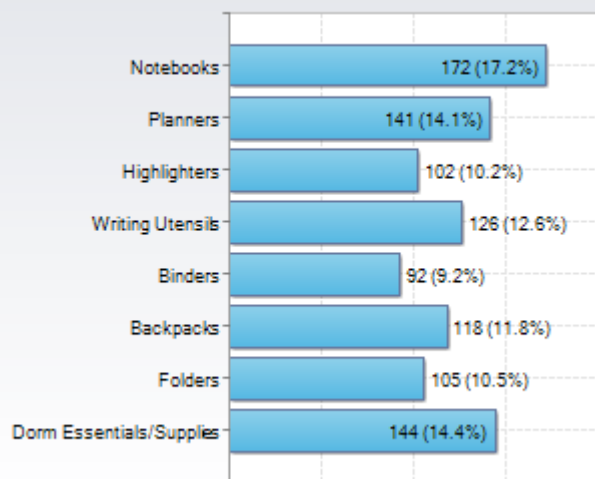 Notebooks 172 (17.2%)
Planners 141 (14.1%)
Highlighters 102 (10.2%)
Writing Utensils 126 (12.6%)
Binders 92 (9.2%)
Backpacks 118 (11.8%)
Folders 105 (10.5%)
Dorm Essentials/Supplies 144 (14.4%)